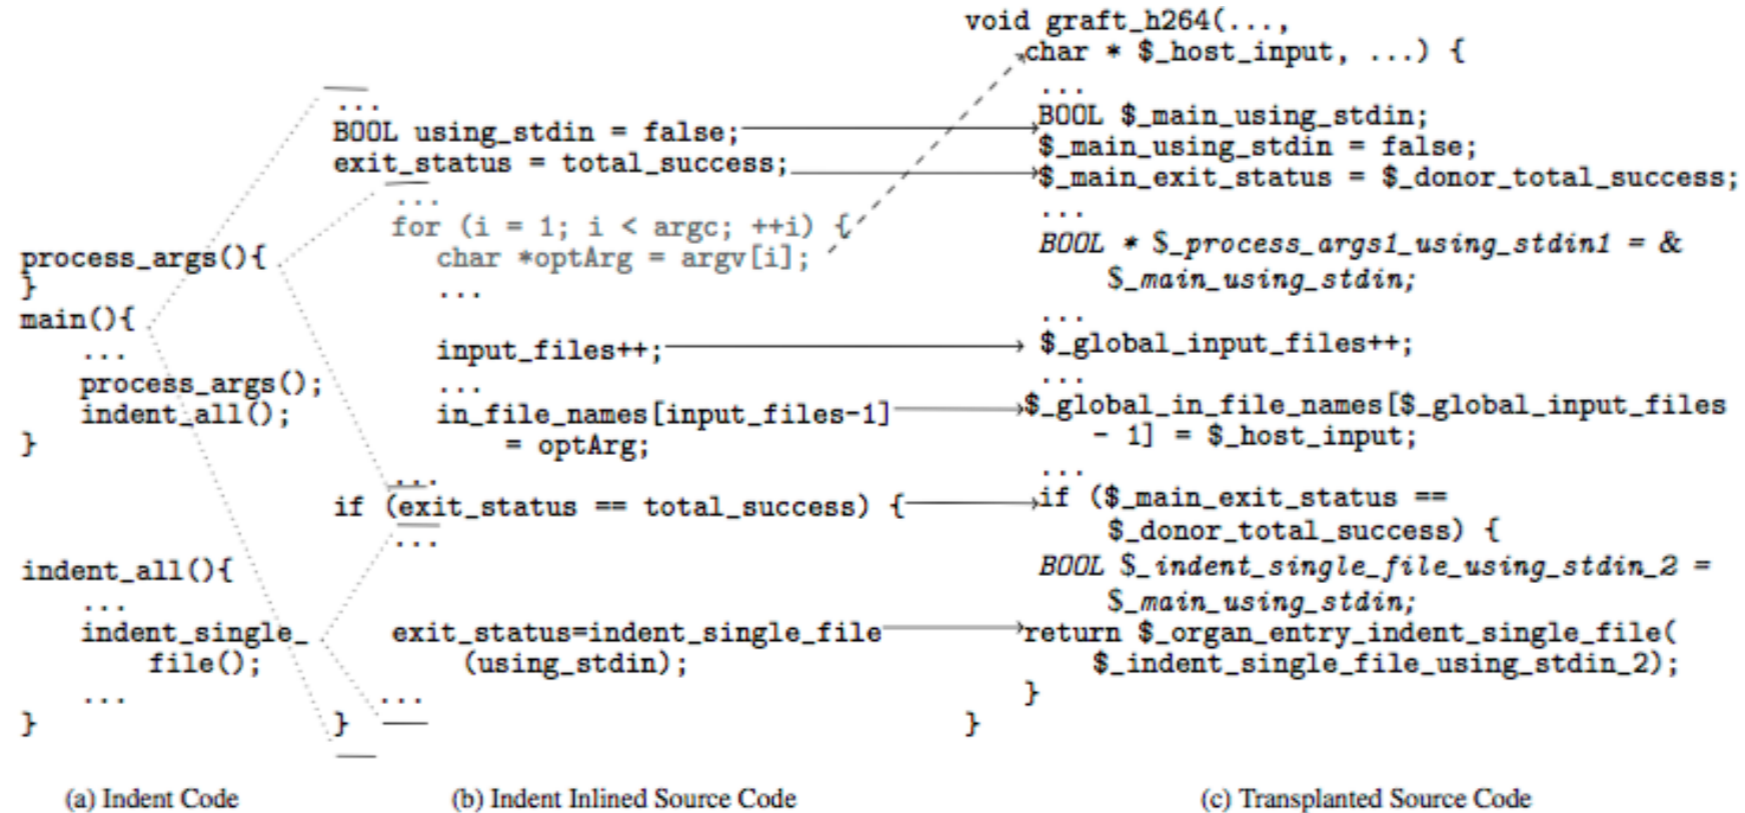 process_args(){
}
main(){
...
process_args();
indent_all();
}
indent_all(){
...
indent_single_
file();
...
}
(a) Indent Code
...
BOOL using_stdin = false;
exit_status = total_success;
...
for (i = 1; i < argc; ++i) {
char *optArg = argv[i];
...
input_files++;
...
in_file_names[input_files-1]
= optArg;
...
if (exit_status == total_success) {
...
exit_status=indent_single_file
(using_stdin);
...
}
(b) Indent Inlined Source Code
void graft_h264(...,
char * $_host_input, ...) {
...
BOOL $_main_using_stdin;
$_main_using_stdin = false;
$_main_exit_status = $_donor_total_success;
...
BOOL * $_process_args1_using_stdin1 = &
$_main_using_stdin;
...
$_global_input_files++;
...
$_global_in_file_names[$_global_input_files
- 1] = $_host_input;
...
if ($_main_exit_status ==
$_donor_total_success) {
BOOL $_indent_single_file_using_stdin_2 =
$_main_using_stdin;
return $_organ_entry_indent_single_file(
$_indent_single_file_using_stdin_2);
}
}
(c) Transplanted Source Code